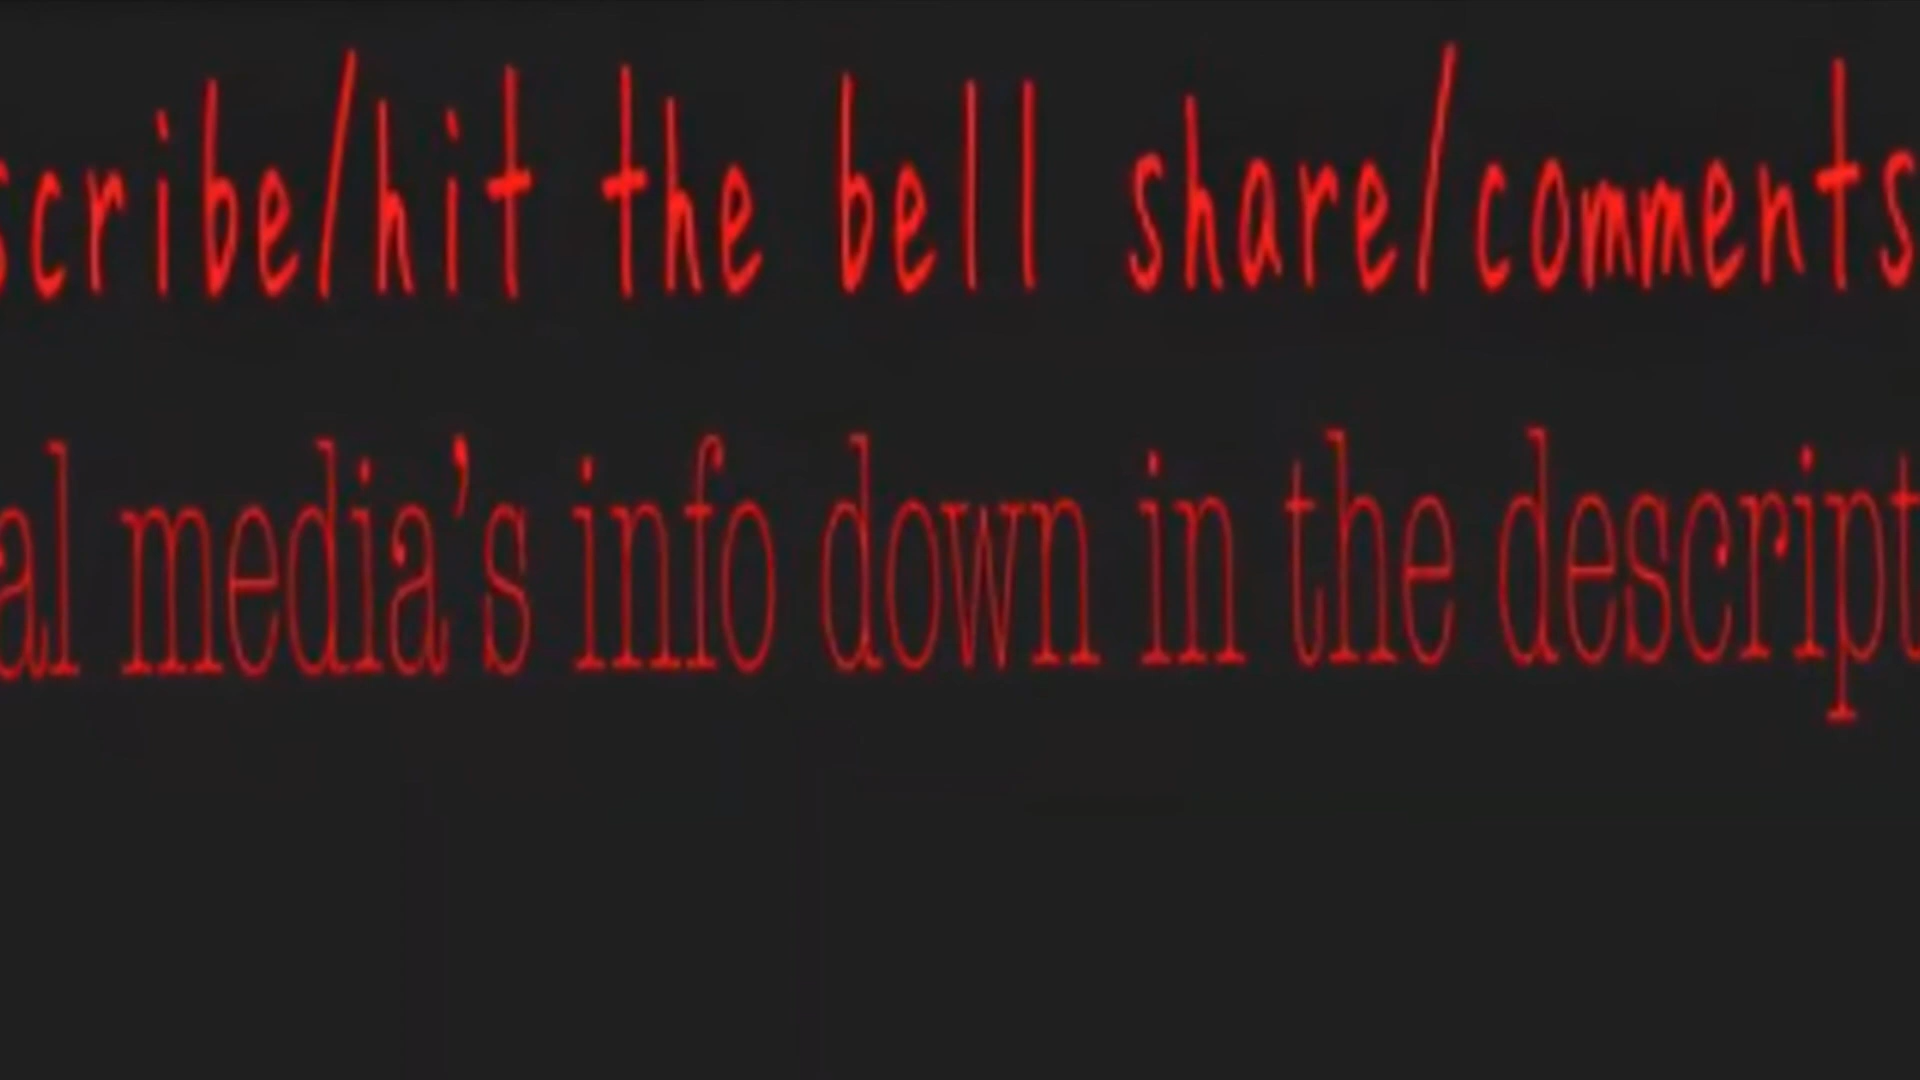 scribe/hit the bell share/comments
al media's info down in the descript